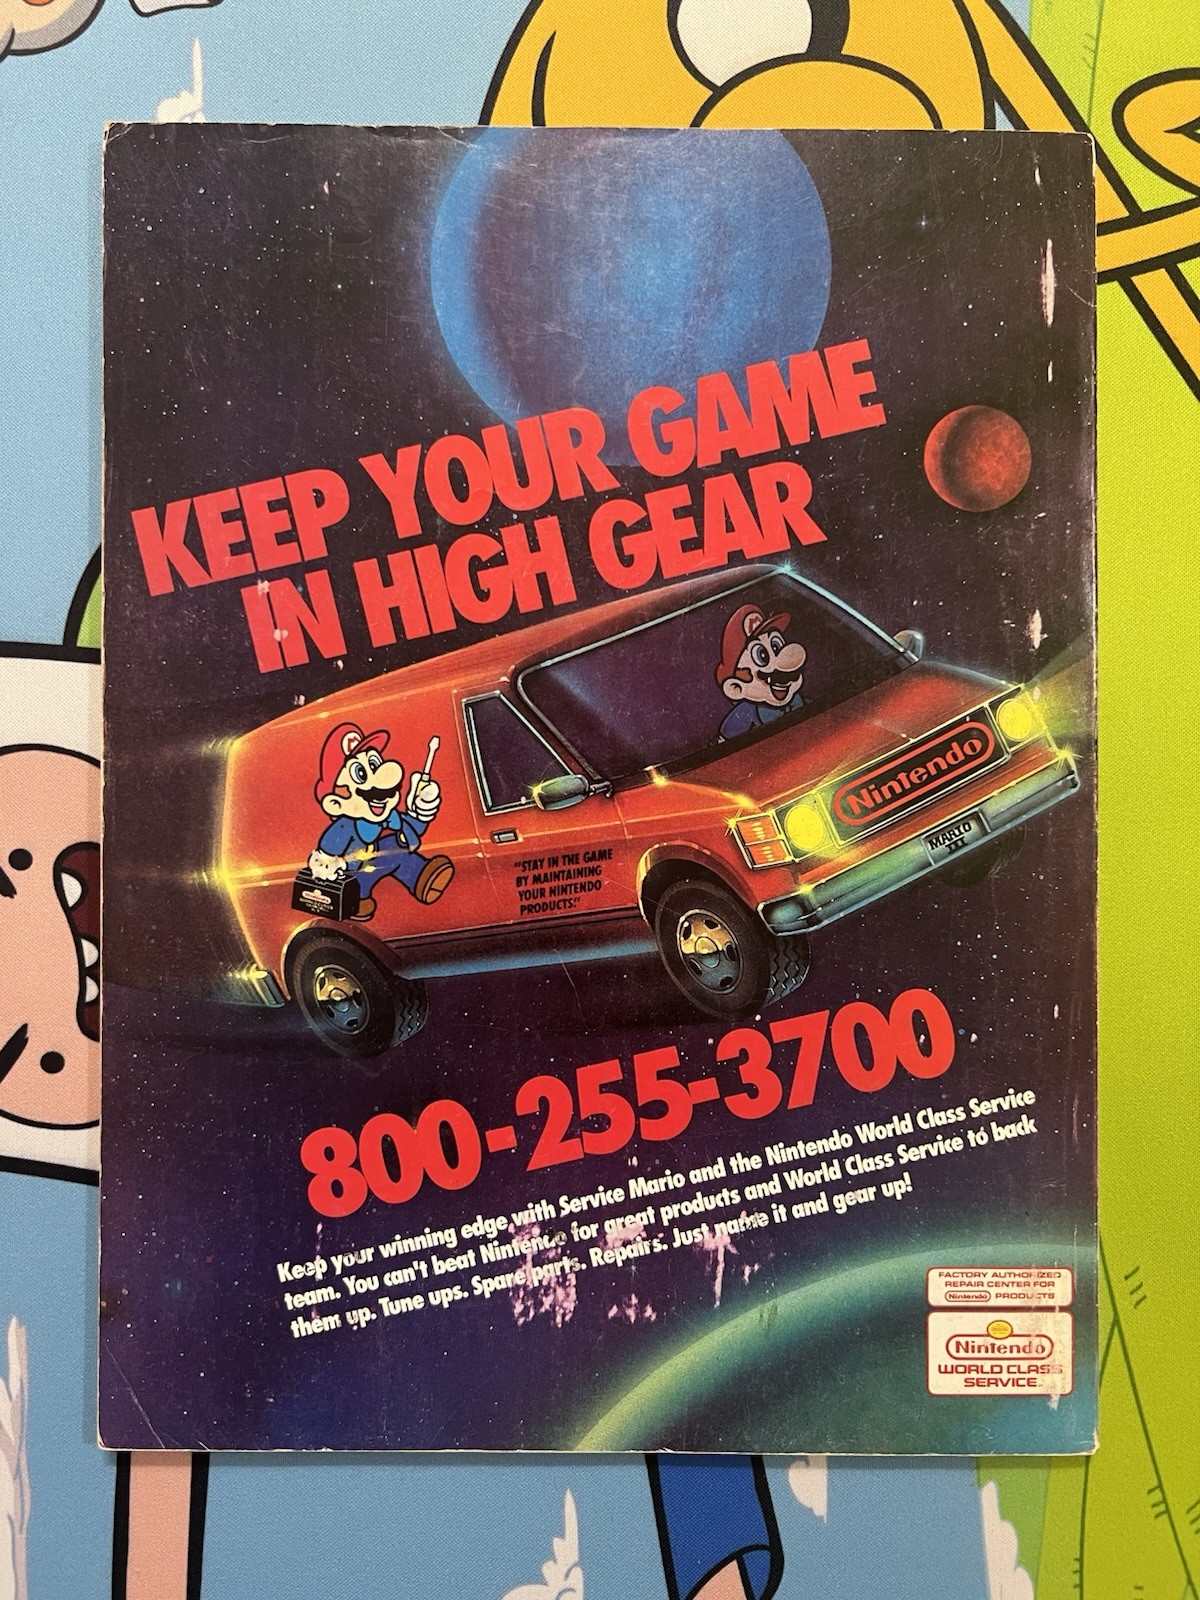 KEEP YOUR GAME
IN HIGH GEAR
M
M
Nintendo
MARIO
III
"STAY IN THE GAME
BY MAINTAINING
YOUR NINTENDO
PRODUCTS."
800-255-3700
Keep your winning edge with Service Mario and the Nintendo World Class Service
team. You can't beat Nintendo for great products and World Class Service to back
them up. Tune ups. Spare parts. Repairs. Just name it and gear up!
FACTORY AUTHORIZED
REPAIR CENTER FOR
Nintendo PRODUCTS
Nintendo
WORLD CLASS
SERVICE